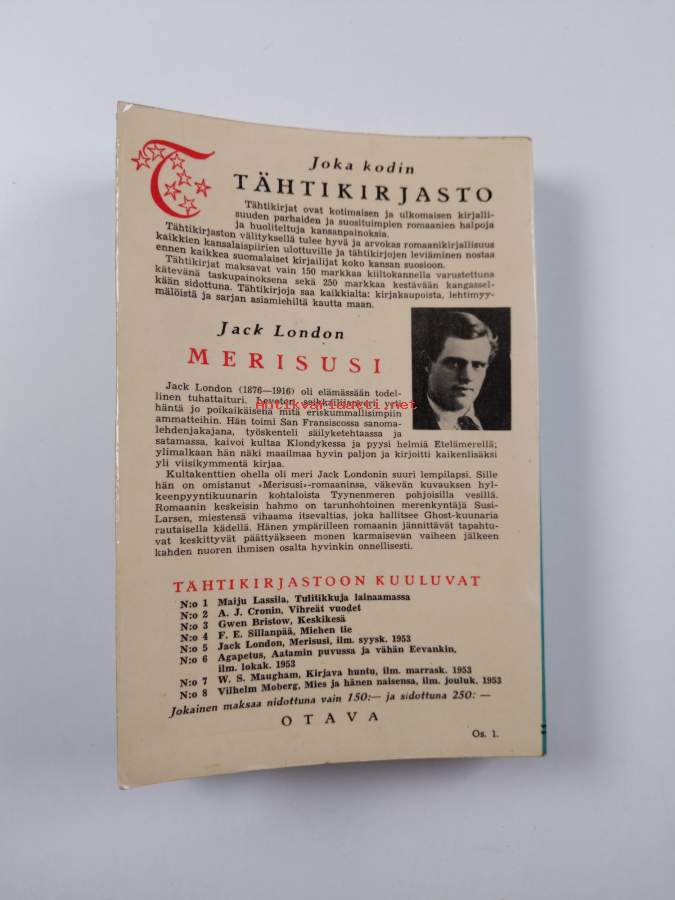 Joka kodin
TÄHTIKIRJASTO
Tähtikirjat ovat kotimaisen ja ulkomaisen kirjalli-
suuden parhaiden ja suosituimpien romaanien halpoja
ja huoliteltuja kansanpainoksia.
Tähtikirjaston välityksellä tulee hyvä ja arvokas romaanikirjallisuus
kaikkien kansalaispiirien ulottuville ja tähtikirjojen leviäminen nostaa
ennen kaikkea suomalaiset kirjailijat koko kansan suosioon.
Tähtikirjat maksavat vain 150 markkaa kiiltokannella varustettuna
kätevänä taskupainoksena sekä 250 markkaa kestävään kangassel-
kään sidottuna. Tähtikirjoja saa kaikkialta: kirjakaupoista, lehtimyy-
mälöistä ja sarjan asiamiehiltä kautta maan.
Jack London
MERISUSI
Jack London (1876—1916) oli elämässään todel-
linen tuhattaituri. seikkailijaveri veti
Antikvariaatti.net
häntä jo poikaikäisenä mitä eriskummallisimpiin
ammatteihin. Hän toimi San Fransiscossa sanoma-
lehdenjakajana, työskenteli säilyketehtaassa ja
satamassa, kaivoi kultaa Klondykessa ja pyysi helmiä Etelämerellä;
ylimalkaan hän näki maailmaa hyvin paljon ja kirjoitti kaikenlisäksi
yli viisikymmentä kirjaa.
Kultakenttien ohella oli meri Jack Londonin suuri lempilapsi. Sille
hän on omistanut »Merisusi»-romaaninsa, väkevän kuvauksen hyl-
keenpyyntikuunarin kohtaloista Tyynenmeren pohjoisilla vesillä.
Romaanin keskeisin hahmo on tarunhohtoinen merenkyntäjä Susi-
Larsen, miestensä vihaama itsevaltias, joka hallitsee Ghost-kuunaria
rautaisella kädellä. Hänen ympärilleen romaanin jännittävät tapahtu-
vat keskittyvät päättyäkseen monen karmaisevan vaiheen jälkeen
kahden nuoren ihmisen osalta hyvinkin onnellisesti.
TÄHTIKIRJASTOON KUULUVAT
N:o 1 Maiju Lassila, Tulitikkuja lainaamassa
N:o 2 A. J. Cronin, Vihreät vuodet
N:o 3 Gwen Bristow, Keskikesä
N:o 4 F. E. Sillanpää, Miehen tie
N:o 5 Jack London, Merisusi, ilm. syysk. 1953
N:o 6 Agapetus, Aatamin puvussa ja vähän Eevankin,
ilm. lokak. 1953
N:o 7 W. S. Maugham, Kirjava huntu, ilm. marrask. 1953
N:o 8 Vilhelm Moberg, Mies ja hänen naisensa, ilm. jouluk. 1953
Jokainen maksaa nidottuna vain 150:— ja sidottuna 250: —
OTAVA
Os. 1.